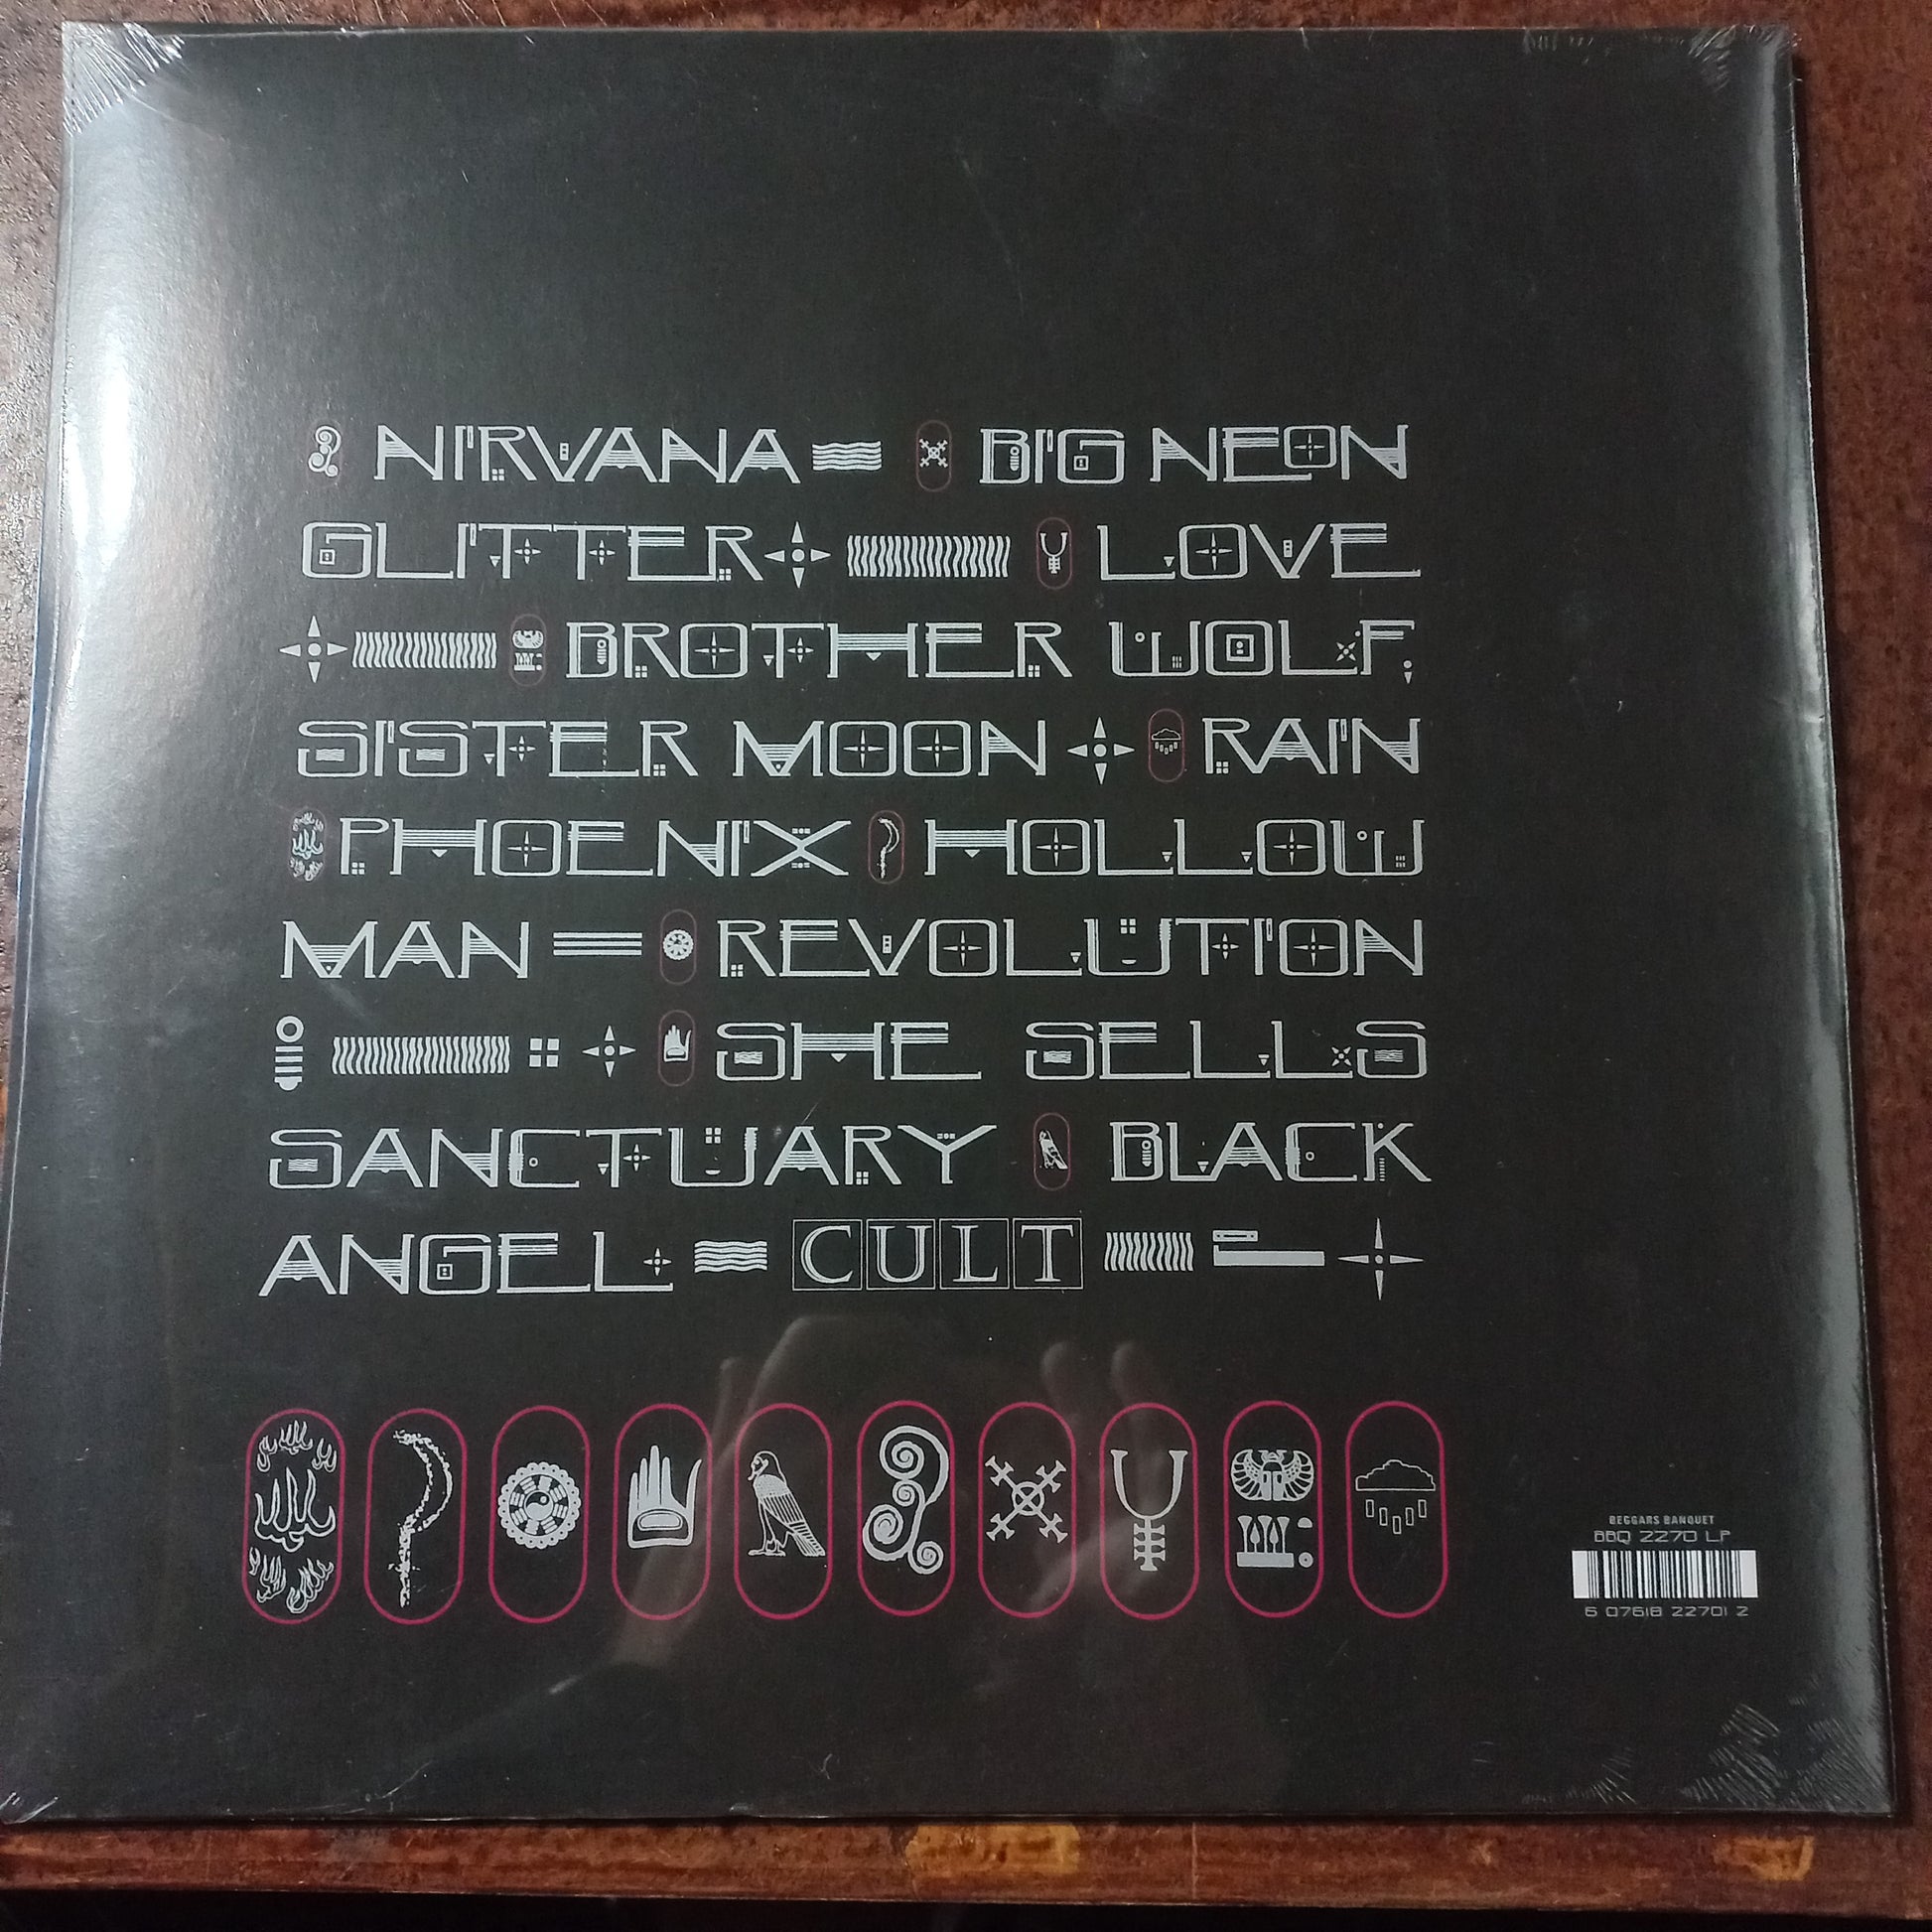 NIRVANA BIG NEON
GLITTER LOVE
BROTHER WOLF,
SISTER MOON RAIN
PHOENIX HOLLOW
MAN REVOLUTION
SHE SELLS
SANCTUARY BLACK
ANGEL CULT
BEGGARS BANQUET
BBQ 2270 LP
6 07618 22701 2